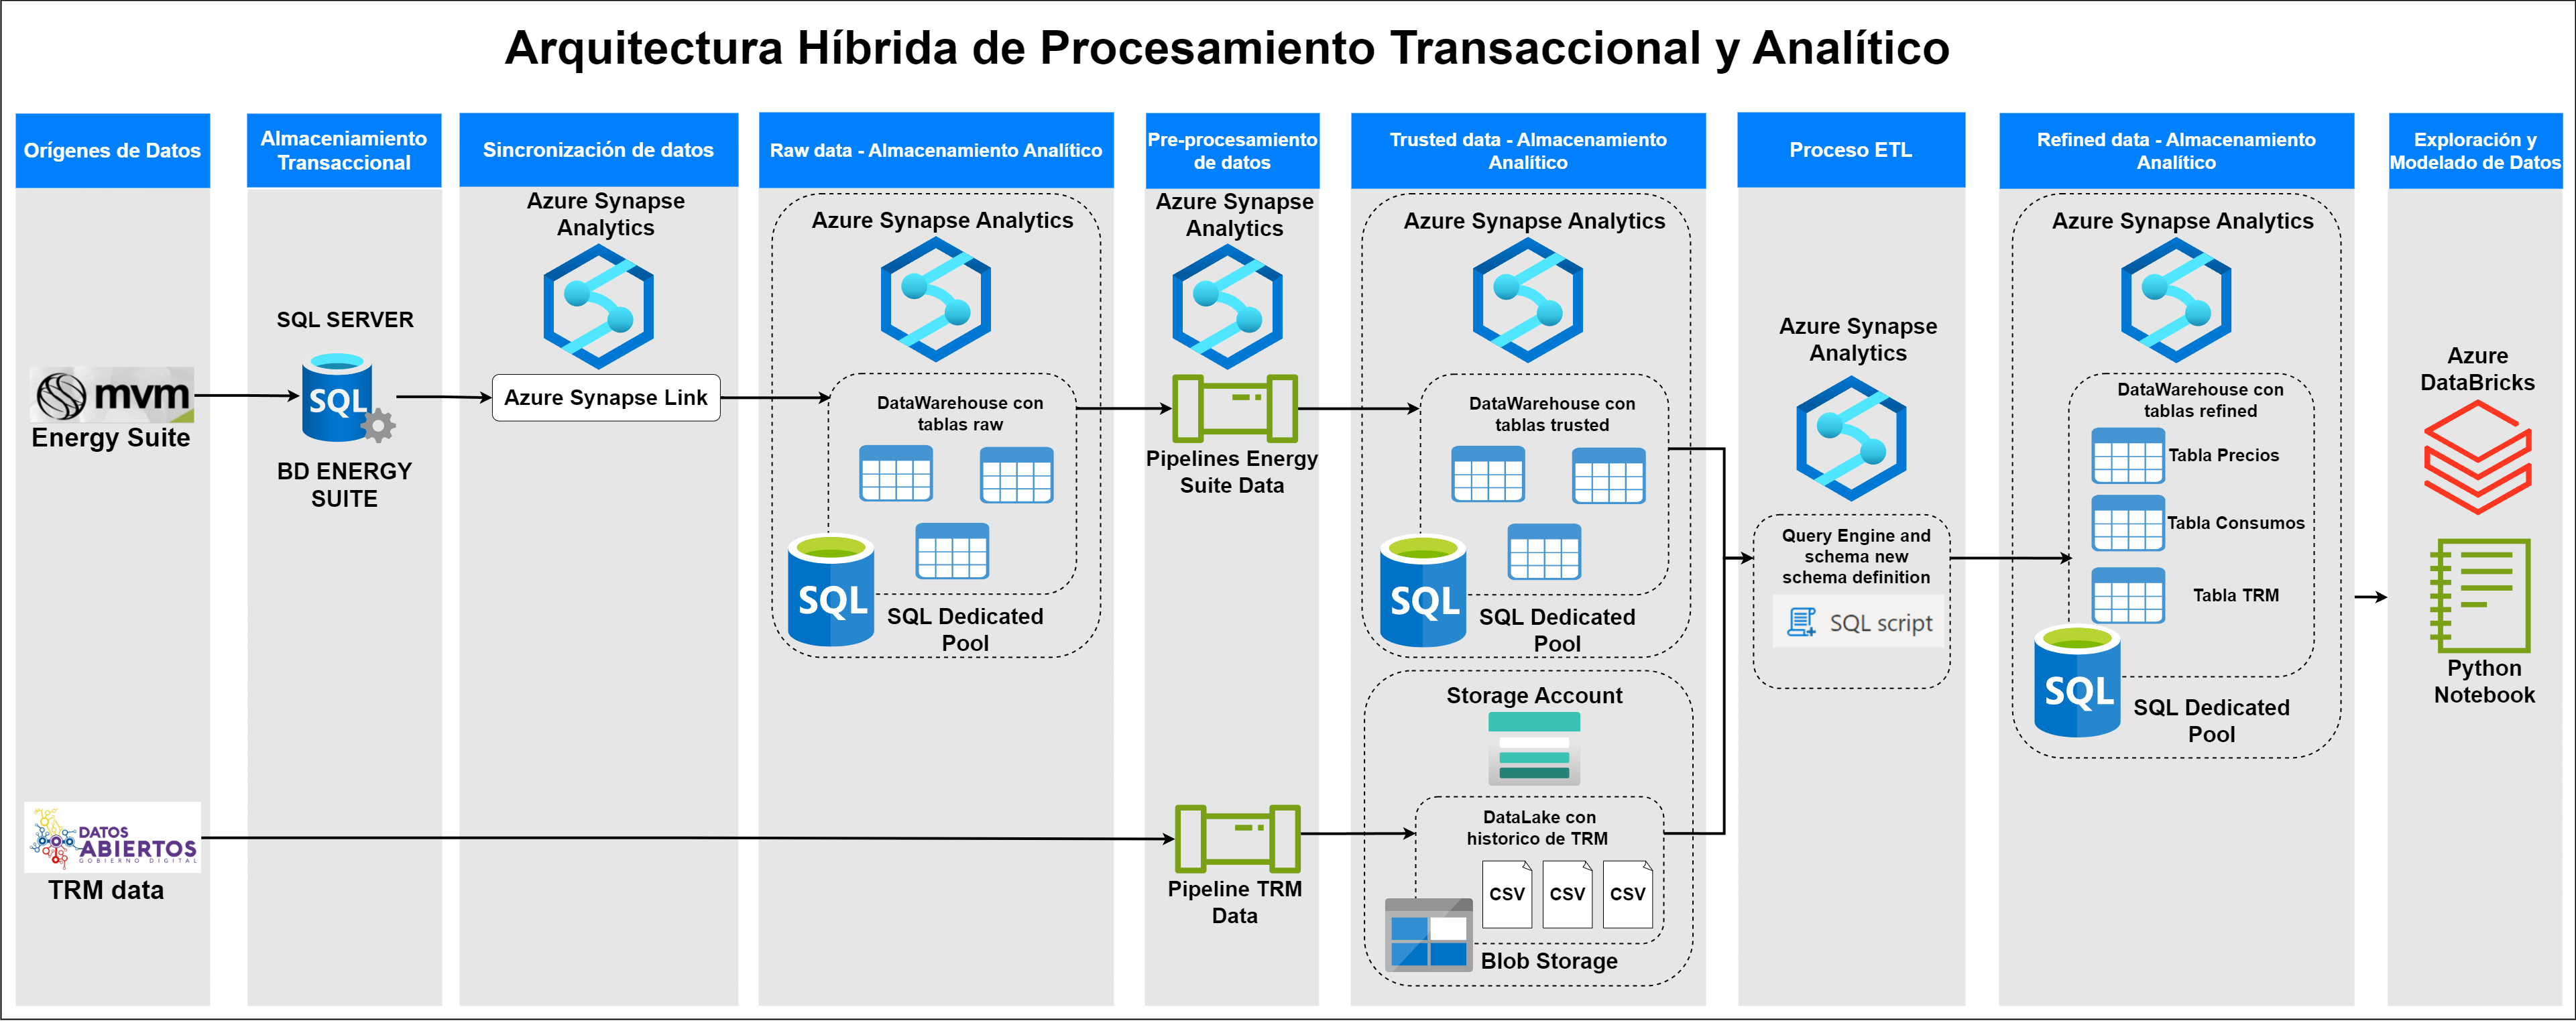 Arquitectura Híbrida de Procesamiento Transaccional y Analítico
Orígenes de Datos
mvm
Energy Suite
DATOS
ABIERTOS
GOBIERNO DIGITAL
TRM data
Almaceniamiento
Transaccional
SQL SERVER
SQL
BD ENERGY
SUITE
Sincronización de datos
Azure Synapse
Analytics
Azure Synapse Link
Raw data - Almacenamiento Analítico
Azure Synapse Analytics
DataWarehouse con
tablas raw
SQL
SQL Dedicated
Pool
Pre-procesamiento
de datos
Azure Synapse
Analytics
Pipelines Energy
Suite Data
Pipeline TRM
Data
Trusted data - Almacenamiento
Analítico
Azure Synapse Analytics
DataWarehouse con
tablas trusted
SQL
SQL Dedicated
Pool
Storage Account
DataLake con
historico de TRM
CSV
CSV
CSV
Blob Storage
Proceso ETL
Azure Synapse
Analytics
Query Engine and
schema new
schema definition
SQL script
Refined data - Almacenamiento
Analítico
Azure Synapse Analytics
DataWarehouse con
tablas refined
Tabla Precios
Tabla Consumos
Tabla TRM
SQL
SQL Dedicated
Pool
Exploración y
Modelado de Datos
Azure
DataBricks
Python
Notebook